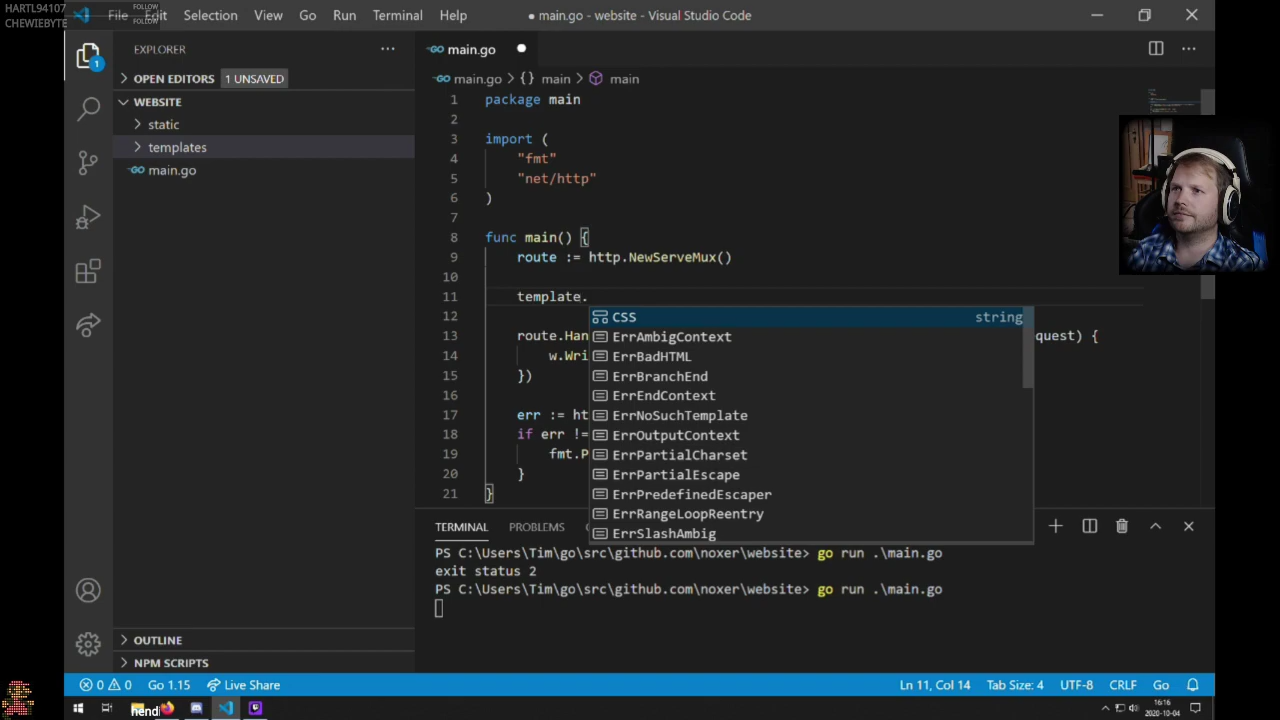 HARTL94107
FOLLOW
CHEWIEBYTE
FOLLOW
File Edit Selection View Go Run Terminal Help
● main.go - website - Visual Studio Code
EXPLORER
OPEN EDITORS 1 UNSAVED
WEBSITE
static
templates
main.go
OUTLINE
NPM SCRIPTS
1
main.go
main.go > {} main > main
1 package main
2
3 import (
4 "fmt"
5 "net/http"
6 )
7
8 func main() {
9 route := http.NewServeMux()
10
11 template.
12
13 route.Han quest) {
14 w.Wri
15 })
16
17 err := ht
18 if err !=
19 fmt.P
20 }
21 }
CSS string
ErrAmbigContext
ErrBadHTML
ErrBranchEnd
ErrEndContext
ErrNoSuchTemplate
ErrOutputContext
ErrPartialCharset
ErrPartialEscape
ErrPredefinedEscaper
ErrRangeLoopReentry
ErrSlashAmbig
TERMINAL PROBLEMS
PS C:\Users\Tim\go\src\github.com\noxer\website> go run .\main.go
exit status 2
PS C:\Users\Tim\go\src\github.com\noxer\website> go run .\main.go
0 0 Go 1.15 Live Share Ln 11, Col 14 Tab Size: 4 UTF-8 CRLF Go
hendi
16:16
2020-10-04